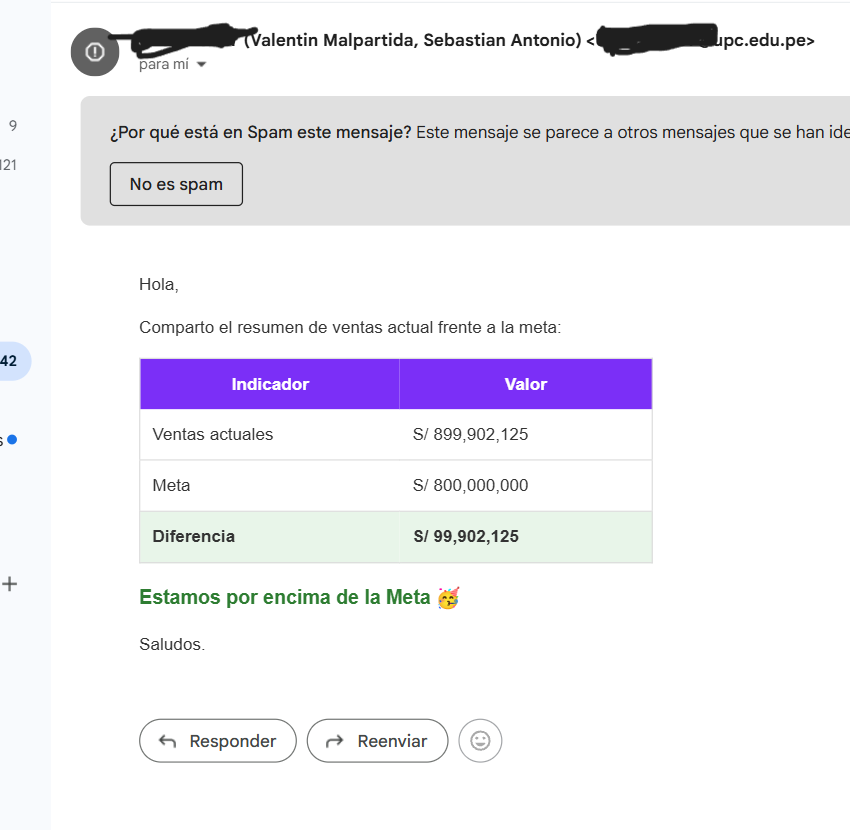 (Valentin Malpartida, Sebastian Antonio) < upc.edu.pe>
para mí
9
121
¿Por qué está en Spam este mensaje? Este mensaje se parece a otros mensajes que se han ide
No es spam
Hola,
Comparto el resumen de ventas actual frente a la meta:
42
Indicador Valor
Ventas actuales S/ 899,902,125
s
Meta S/ 800,000,000
Diferencia S/ 99,902,125
Estamos por encima de la Meta 🥳
Saludos.
Responder Reenviar